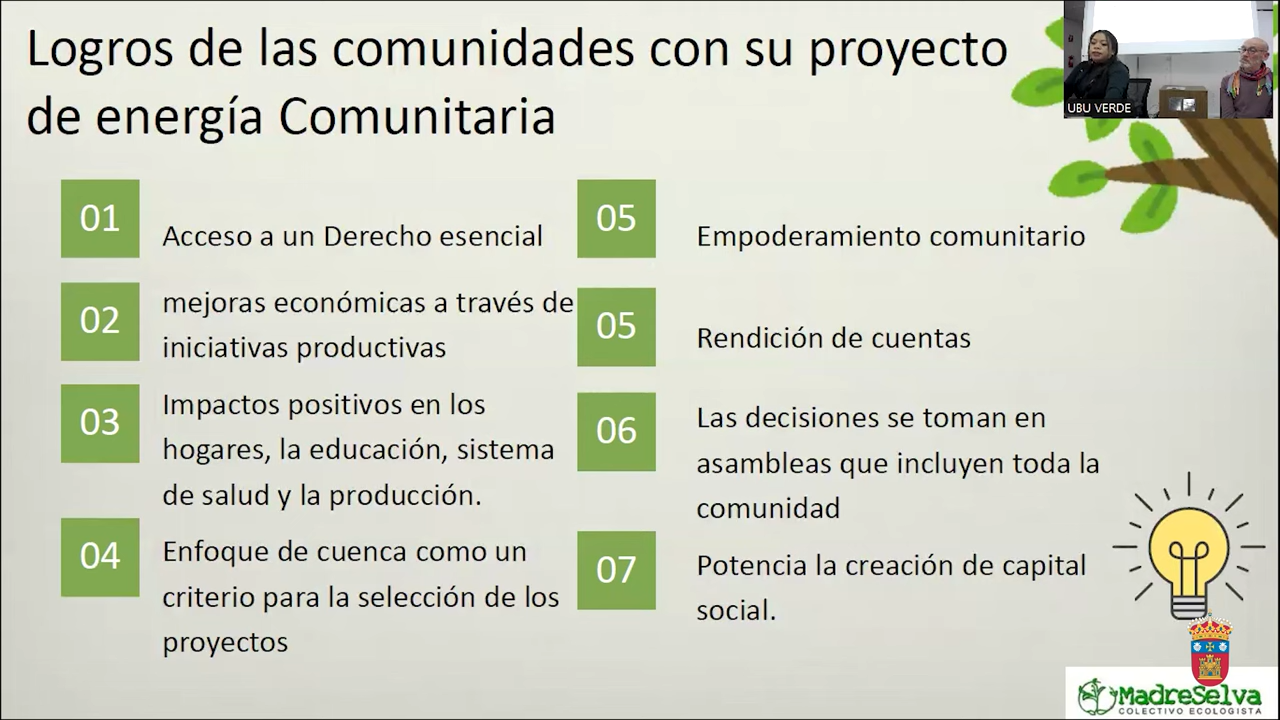 Logros de las comunidades con su proyecto
de energía Comunitaria
UBU VERDE
01
Acceso a un Derecho esencial
02
mejoras económicas a través de
iniciativas productivas
03
Impactos positivos en los
hogares, la educación, sistema
de salud y la producción.
04
Enfoque de cuenca como un
criterio para la selección de los
proyectos
05
Empoderamiento comunitario
05
Rendición de cuentas
06
Las decisiones se toman en
asambleas que incluyen toda la
comunidad
07
Potencia la creación de capital
social.
MadreSelva
COLECTIVO ECOLOGISTA